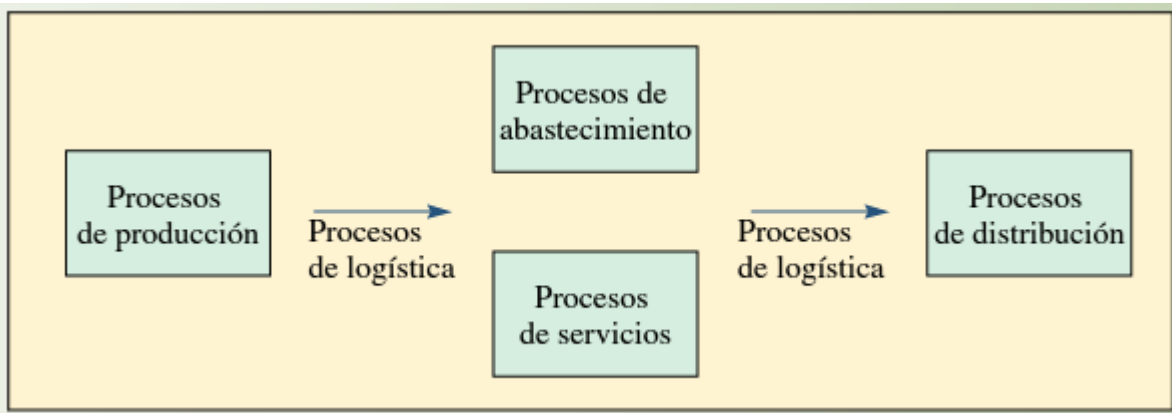 Procesos
de producción
Procesos
de logística
Procesos de
abastecimiento
Procesos
de servicios
Procesos
de logística
Procesos
de distribución